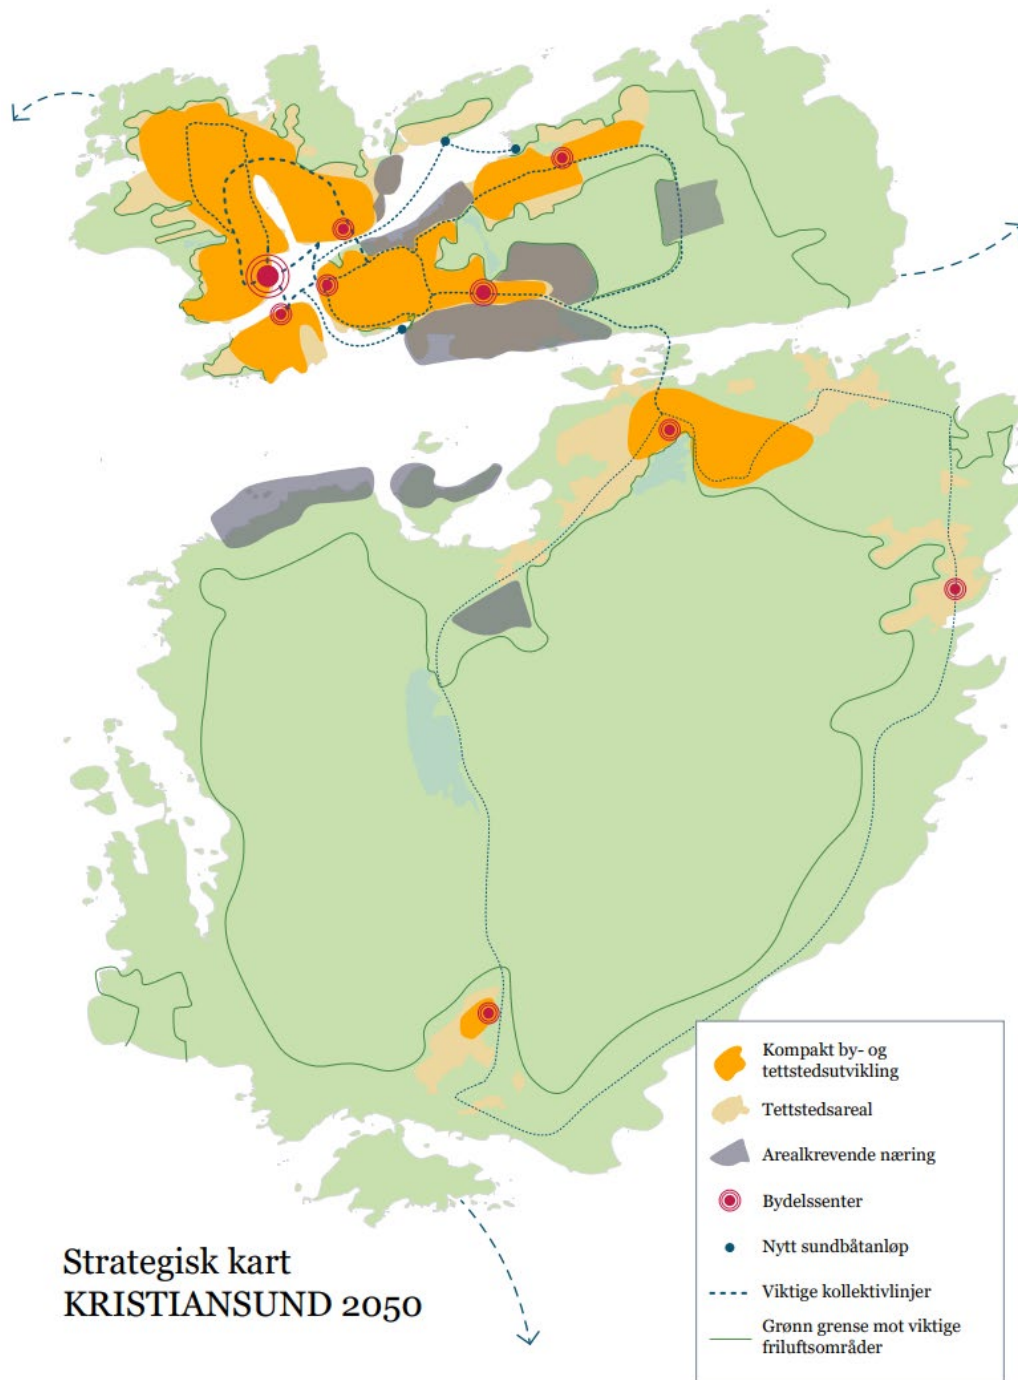 Kompakt by- og
tettstedsutvikling
Tettstedsareal
Arealkrevende næring
Bydelssenter
Nytt sundbåtanløp
Viktige kollektivlinjer
Grønn grense mot viktige
friluftsområder
Strategisk kart
KRISTIANSUND 2050